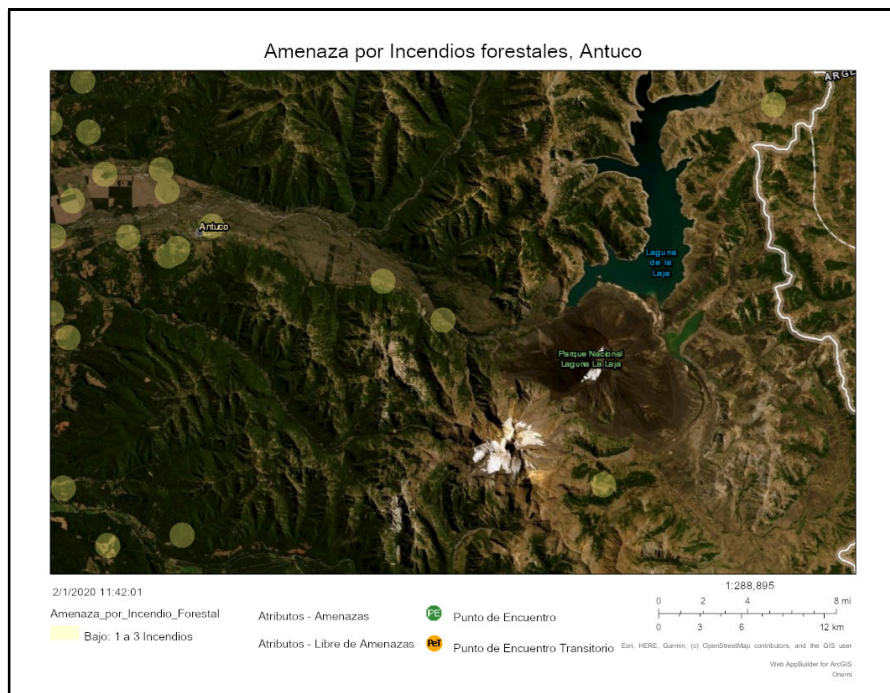 Amenaza por Incendios forestales, Antuco
ARGE
Antuco
Laguna
de la
Laja
Parque Nacional
Laguna La Laja
2/1/2020 11:42:01
Amenaza_por_Incendio_Forestal
Bajo: 1 a 3 Incendios
Atributos - Amenazas
Atributos - Libre de Amenazas
PE Punto de Encuentro
PeT Punto de Encuentro Transitorio
1:288,895
0 2 4 8 mi
0 3 6 12 km
Esri, HERE, Garmin, (c) OpenStreetMap contributors, and the GIS user
Web AppBuilder for ArcGIS
Onemi